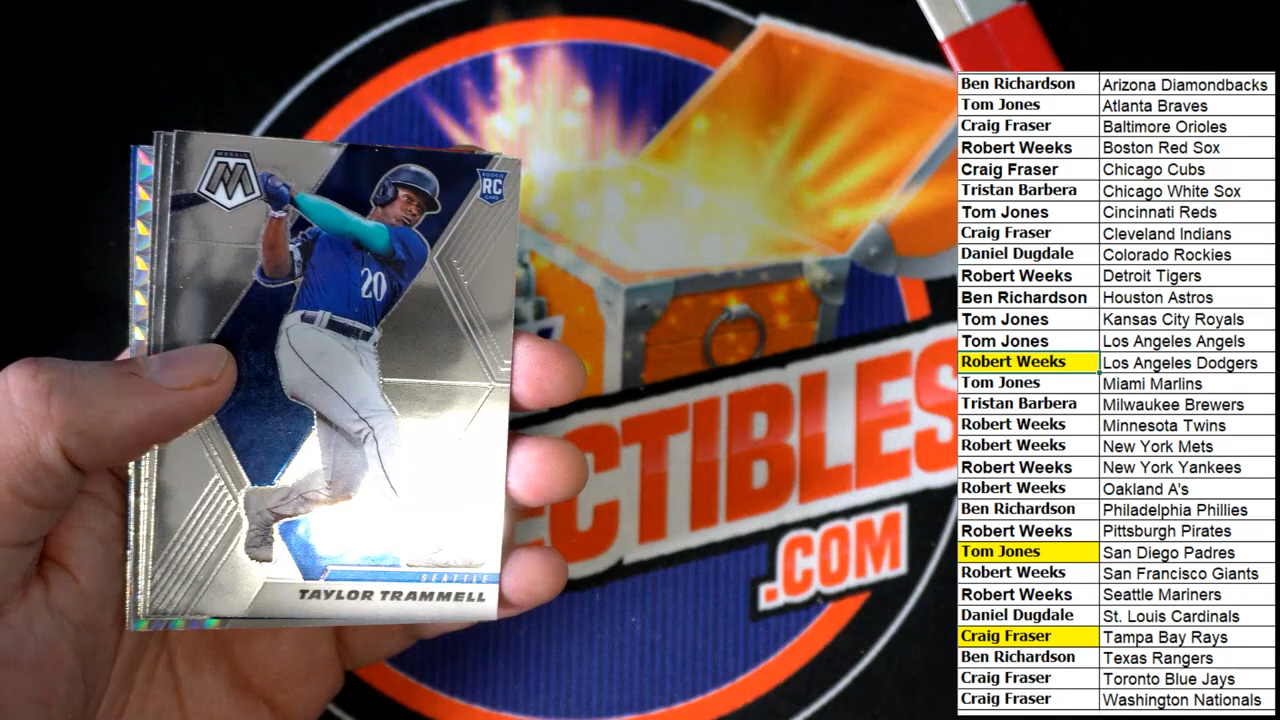 MOSAIC
M
ROOKIE
RC
CARD
20
SEATTLE
TAYLOR TRAMMELL
ECTIBLES
.COM
Ben Richardson Arizona Diamondbacks
Tom Jones Atlanta Braves
Craig Fraser Baltimore Orioles
Robert Weeks Boston Red Sox
Craig Fraser Chicago Cubs
Tristan Barbera Chicago White Sox
Tom Jones Cincinnati Reds
Craig Fraser Cleveland Indians
Daniel Dugdale Colorado Rockies
Robert Weeks Detroit Tigers
Ben Richardson Houston Astros
Tom Jones Kansas City Royals
Tom Jones Los Angeles Angels
Robert Weeks Los Angeles Dodgers
Tom Jones Miami Marlins
Tristan Barbera Milwaukee Brewers
Robert Weeks Minnesota Twins
Robert Weeks New York Mets
Robert Weeks New York Yankees
Robert Weeks Oakland A's
Ben Richardson Philadelphia Phillies
Robert Weeks Pittsburgh Pirates
Tom Jones San Diego Padres
Robert Weeks San Francisco Giants
Robert Weeks Seattle Mariners
Daniel Dugdale St. Louis Cardinals
Craig Fraser Tampa Bay Rays
Ben Richardson Texas Rangers
Craig Fraser Toronto Blue Jays
Craig Fraser Washington Nationals